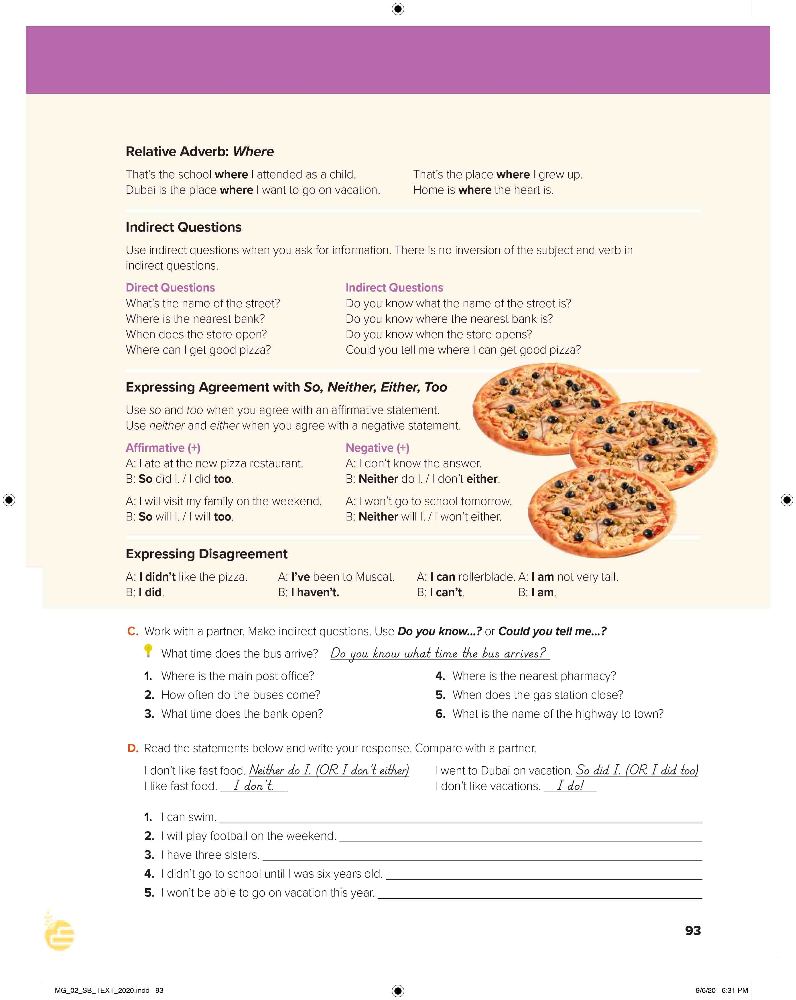 Relative Adverb: Where
That's the school where I attended as a child.
That's the place where I grew up.
Dubai is the place where I want to go on vacation.
Home is where the heart is.
Indirect Questions
Use indirect questions when you ask for information. There is no inversion of the subject and verb in
indirect questions.
Direct Questions
Indirect Questions
What's the name of the street?
Do you know what the name of the street is?
Where is the nearest bank?
Do you know where the nearest bank is?
When does the store open?
Do you know when the store opens?
Where can I get good pizza?
Could you tell me where I can get good pizza?
Expressing Agreement with So, Neither, Either, Too
Use so and too when you agree with an affirmative statement.
Use neither and either when you agree with a negative statement.
Affirmative (+)
Negative (+)
A: I ate at the new pizza restaurant.
A: I don't know the answer.
B: So did I. / I did too.
B: Neither do I. / I don't either.
A: I will visit my family on the weekend.
A: I won't go to school tomorrow.
B: So will I. / I will too.
B: Neither will I. / I won't either.
Expressing Disagreement
A: I didn't like the pizza.
A: I've been to Muscat.
A: I can rollerblade.
A: I am not very tall.
B: I did.
B: I haven't.
B: I can't.
B: I am.
C. Work with a partner. Make indirect questions. Use Do you know...? or Could you tell me...?
What time does the bus arrive? Do you know what time the bus arrives?
1. Where is the main post office?
2. How often do the buses come?
3. What time does the bank open?
4. Where is the nearest pharmacy?
5. When does the gas station close?
6. What is the name of the highway to town?
D. Read the statements below and write your response. Compare with a partner.
I don't like fast food. Neither do I. (OR I don't either)
I like fast food. I don't.
I went to Dubai on vacation. So did I. (OR I did too)
I don't like vacations. I do!
1. I can swim.
2. I will play football on the weekend.
3. I have three sisters.
4. I didn't go to school until I was six years old.
5. I won't be able to go on vacation this year.
93
MG_02_SB_TEXT_2020.indd 93
9/6/20 6:31 PM